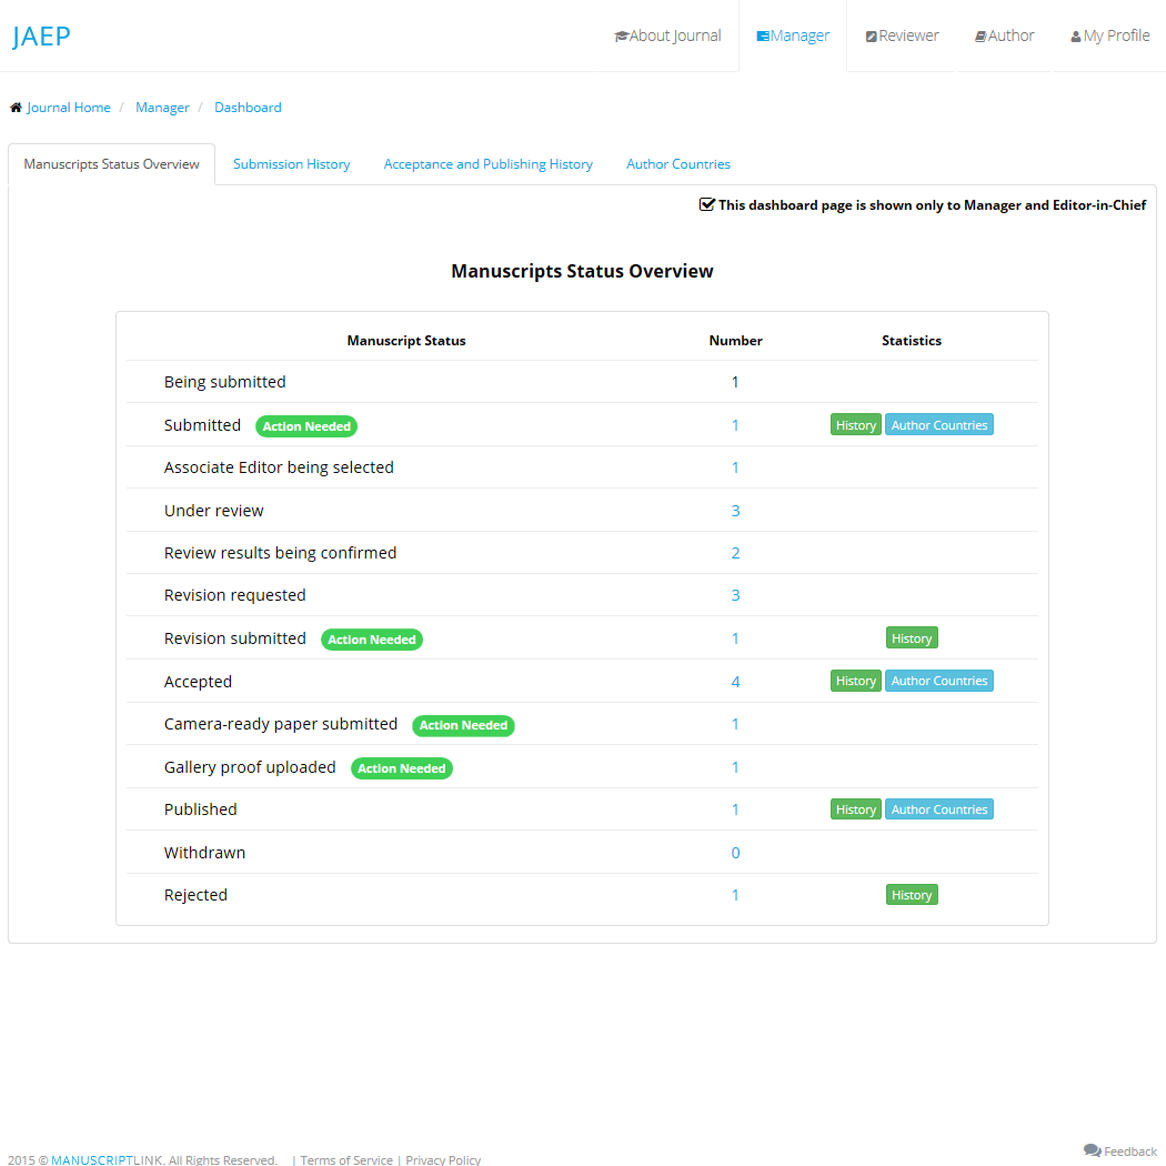 JAEP
About Journal Manager Reviewer Author My Profile
Journal Home / Manager / Dashboard
Manuscripts Status Overview Submission History Acceptance and Publishing History Author Countries
This dashboard page is shown only to Manager and Editor-in-Chief
Manuscripts Status Overview
Manuscript Status Number Statistics
Being submitted 1
Submitted Action Needed 1 History Author Countries
Associate Editor being selected 1
Under review 3
Review results being confirmed 2
Revision requested 3
Revision submitted Action Needed 1 History
Accepted 4 History Author Countries
Camera-ready paper submitted Action Needed 1
Gallery proof uploaded Action Needed 1
Published 1 History Author Countries
Withdrawn 0
Rejected 1 History
Feedback
2015 © MANUSCRIPTLINK. All Rights Reserved. | Terms of Service | Privacy Policy